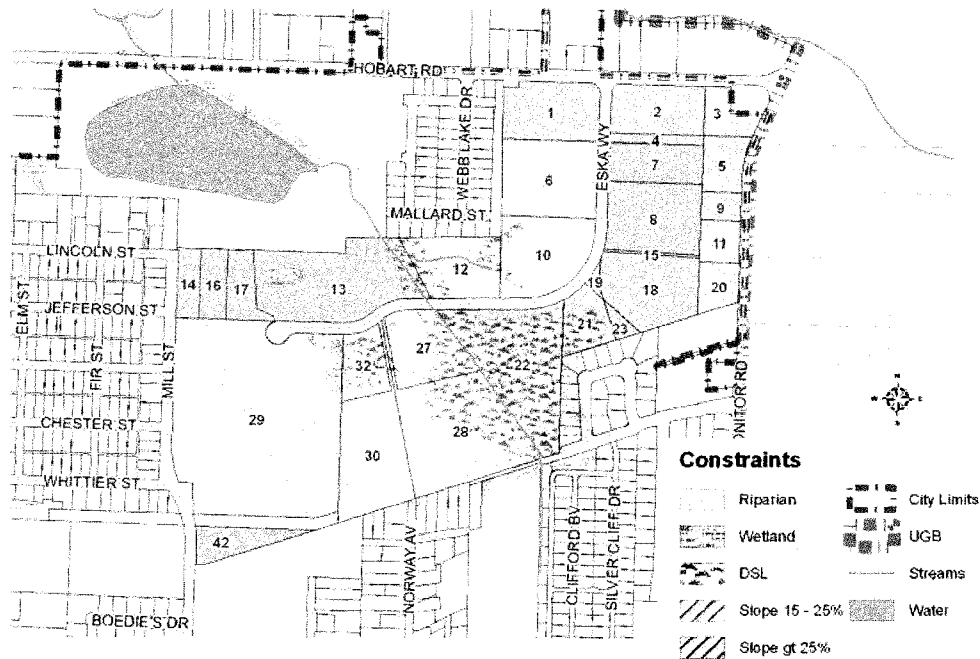 HOBART RD
WEBB LAKE DR
ESKA WY
1
2
3
4
5
6
7
8
9
MALLARD ST.
10
11
LINCOLN ST
12
15
13
14
16
17
18
19
20
JEFFERSON ST
ELM ST.
FIR ST
MILL ST
21
22
23
27
32
29
28
30
CHESTER ST
WHITTIER ST
42
BOEDIE'S DR
NORWAY AV
CLIFFORD BV
SILVER CLIFF DR
ONITOR RD
N
W
E
S
Constraints
Riparian
Wetland
DSL
Slope 15 - 25%
Slope gt 25%
City Limits
UGB
Streams
Water